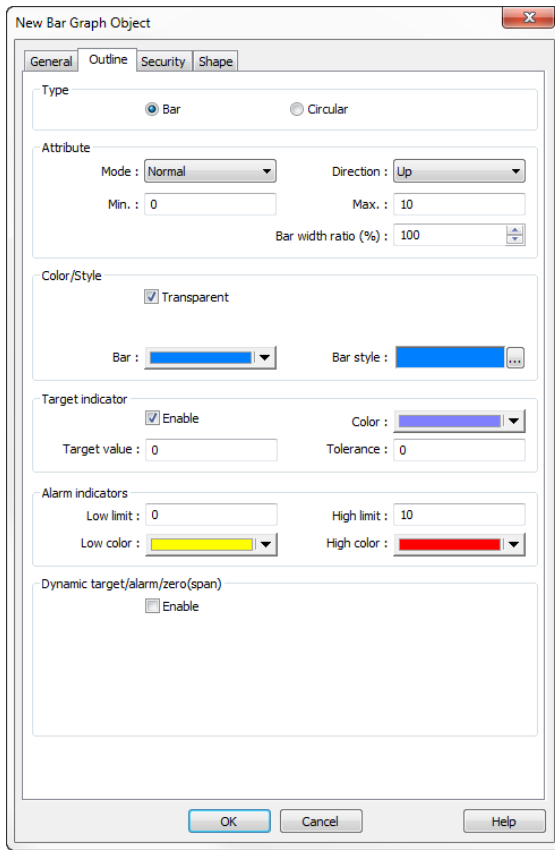 New Bar Graph Object
General Outline Security Shape
Type
Bar Circular
Attribute
Mode : Normal Direction : Up
Min. : 0 Max. : 10
Bar width ratio (%) : 100
Color/Style
Transparent
Bar : Bar style : ...
Target indicator
Enable Color :
Target value : 0 Tolerance : 0
Alarm indicators
Low limit : 0 High limit : 10
Low color : High color :
Dynamic target/alarm/zero(span)
Enable
OK Cancel Help